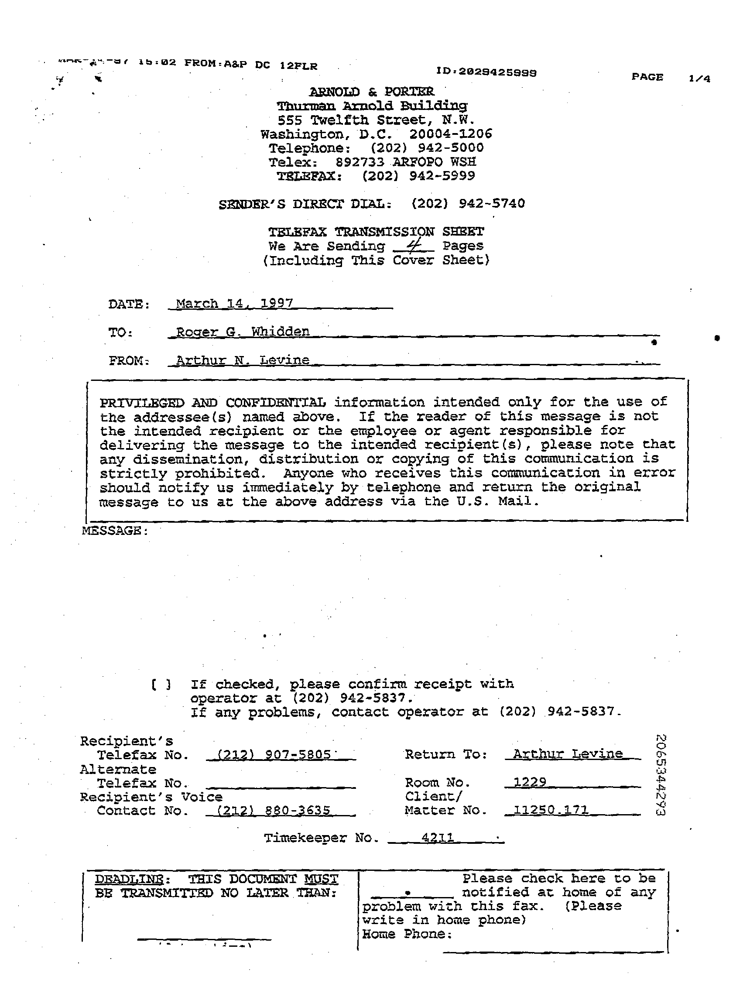 15:02 FROM:A&P DC 12FLR ID:2029425999 PAGE 1/4
ARNOLD & PORTER
Thurman Arnold Building
555 Twelfth Street, N.W.
Washington, D.C. 20004-1206
Telephone: (202) 942-5000
Telex: 892733 ARFOPO WSH
TELEFAX: (202) 942-5999
SENDER'S DIRECT DIAL: (202) 942-5740
TELEFAX TRANSMISSION SHEET
We Are Sending 4 Pages
(Including This Cover Sheet)
DATE: March 14, 1997
TO: Roger G. Whidden
FROM: Arthur N. Levine
PRIVILEGED AND CONFIDENTIAL information intended only for the use of
the addressee(s) named above. If the reader of this message is not
the intended recipient or the employee or agent responsible for
delivering the message to the intended recipient(s), please note that
any dissemination, distribution or copying of this communication is
strictly prohibited. Anyone who receives this communication in error
should notify us immediately by telephone and return the original
message to us at the above address via the U.S. Mail.
MESSAGE:
[ ] If checked, please confirm receipt with
operator at (202) 942-5837.
If any problems, contact operator at (202) 942-5837.
Recipient's
Telefax No. (212) 907-5805 Return To: Arthur Levine
Alternate
Telefax No. Room No. 1229
Recipient's Voice Client/
Contact No. (212) 880-3635 Matter No. 11250.171
Timekeeper No. 4211
2065344293
DEADLINE: THIS DOCUMENT MUST
BE TRANSMITTED NO LATER THAN:
Please check here to be
notified at home of any
problem with this fax. (Please
write in home phone)
Home Phone: